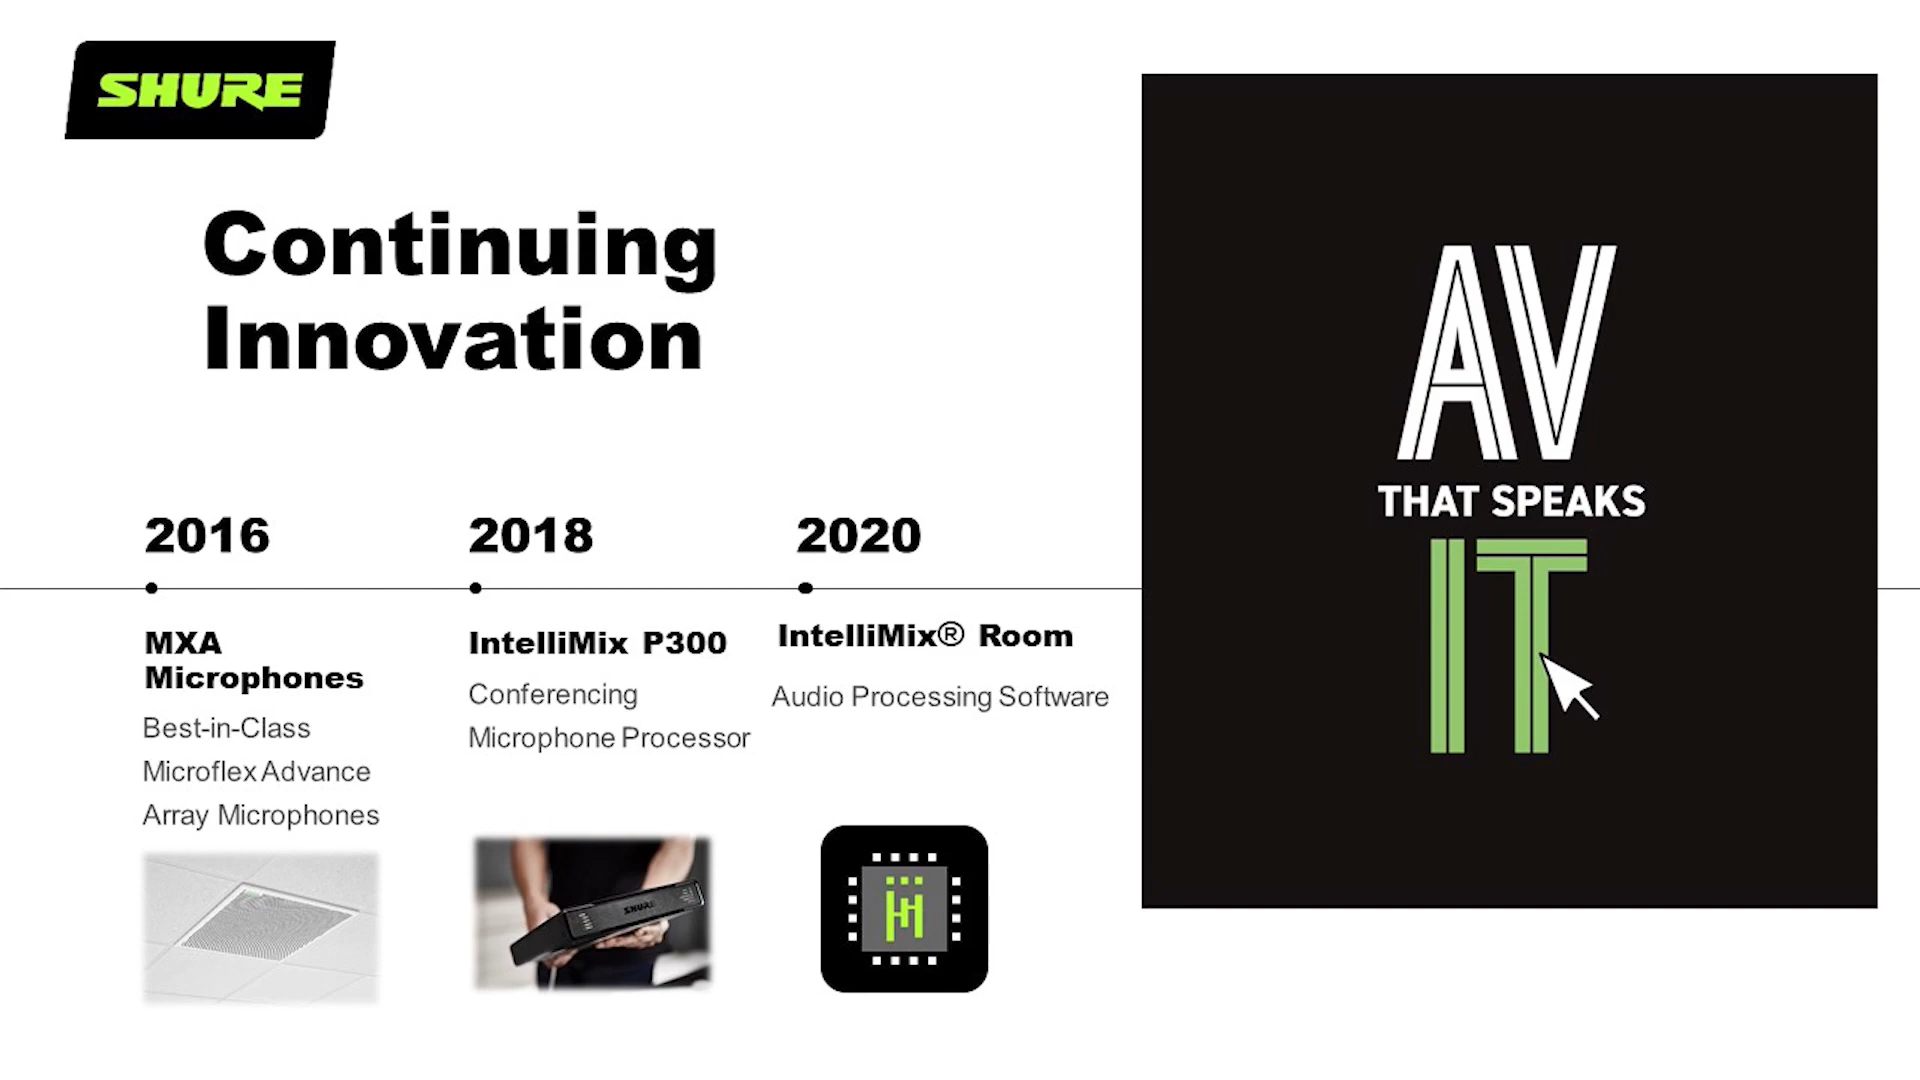 SHURE
Continuing
Innovation
2016
2018
2020
MXA
Microphones
Best-in-Class
Microflex Advance
Array Microphones
IntelliMix P300
Conferencing
Microphone Processor
SHURE
IntelliMix® Room
Audio Processing Software
AV
THAT SPEAKS
IT